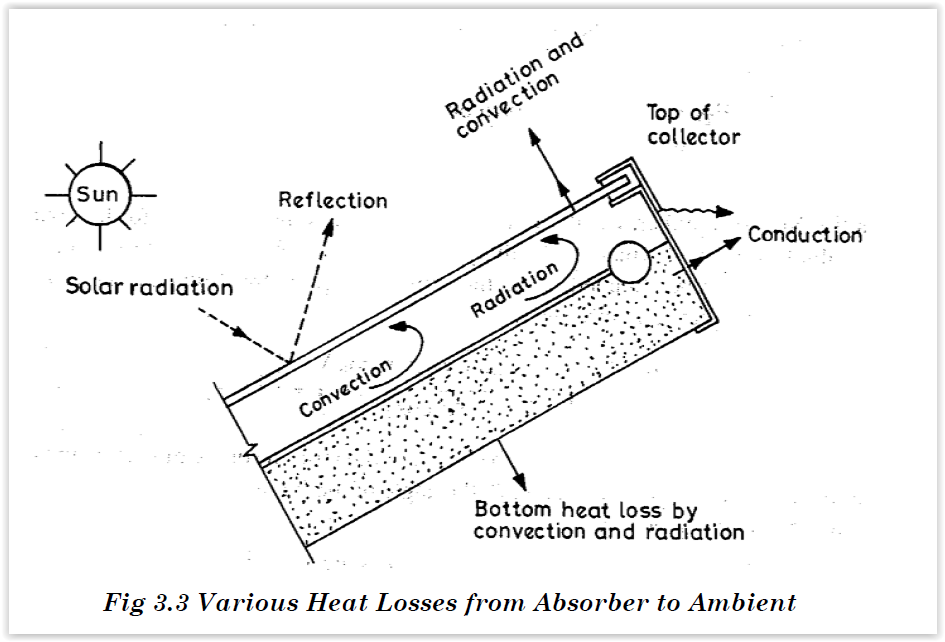 Radiation and
convection
Top of
collector
Sun
Reflection
Conduction
Solar radiation
Radiation
Convection
Bottom heat loss by
convection and radiation
Fig 3.3 Various Heat Losses from Absorber to Ambient